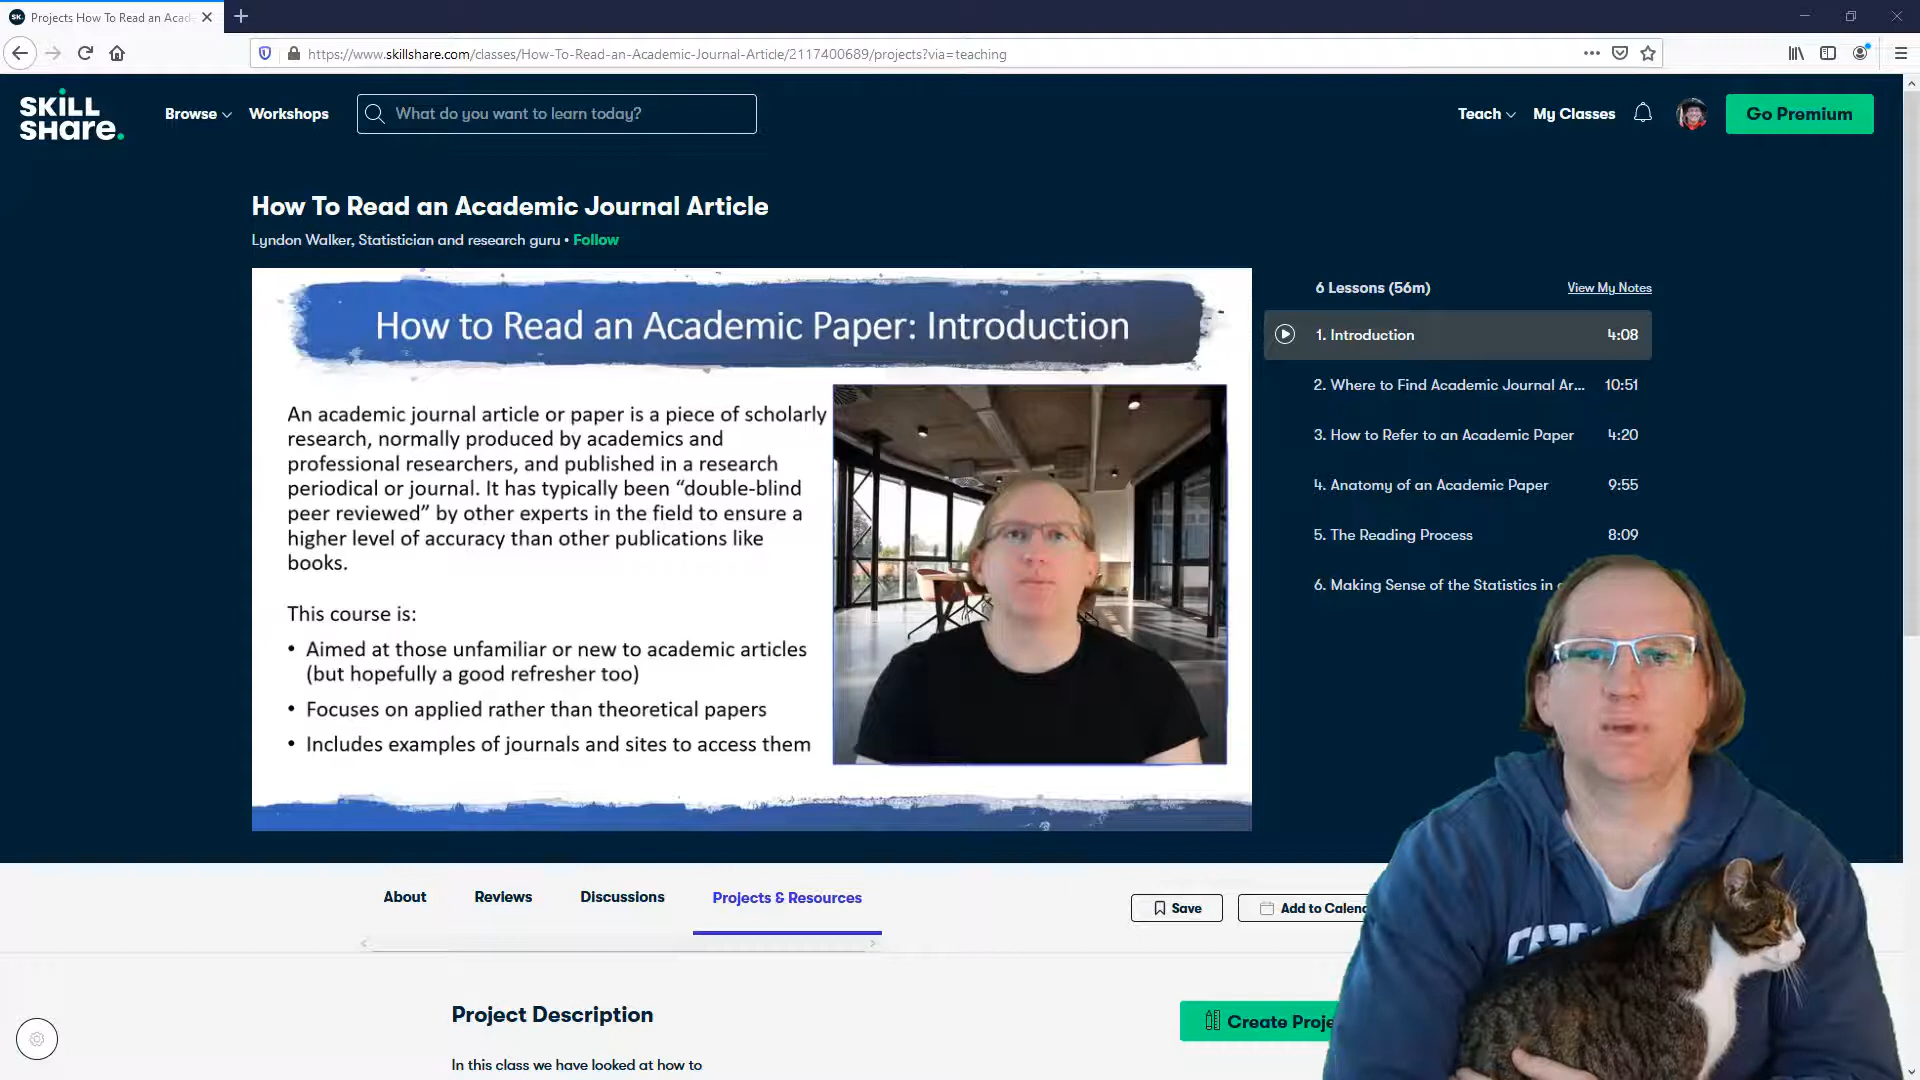 Projects How To Read an Acad
https://www.skillshare.com/classes/How-To-Read-an-Academic-Journal-Article/2117400689/projects?via=teaching
SKILL
SHARE.
Browse
Workshops
What do you want to learn today?
Teach
My Classes
Go Premium
How To Read an Academic Journal Article
Lyndon Walker, Statistician and research guru • Follow
How to Read an Academic Paper: Introduction
An academic journal article or paper is a piece of scholarly
research, normally produced by academics and
professional researchers, and published in a research
periodical or journal. It has typically been “double-blind
peer reviewed” by other experts in the field to ensure a
higher level of accuracy than other publications like
books.
This course is:
• Aimed at those unfamiliar or new to academic articles
(but hopefully a good refresher too)
• Focuses on applied rather than theoretical papers
• Includes examples of journals and sites to access them
6 Lessons (56m)
View My Notes
1. Introduction 4:08
2. Where to Find Academic Journal Ar... 10:51
3. How to Refer to an Academic Paper 4:20
4. Anatomy of an Academic Paper 9:55
5. The Reading Process 8:09
6. Making Sense of the Statistics in
About
Reviews
Discussions
Projects & Resources
Save
Add to Calend
Project Description
Create Proje
In this class we have looked at how to